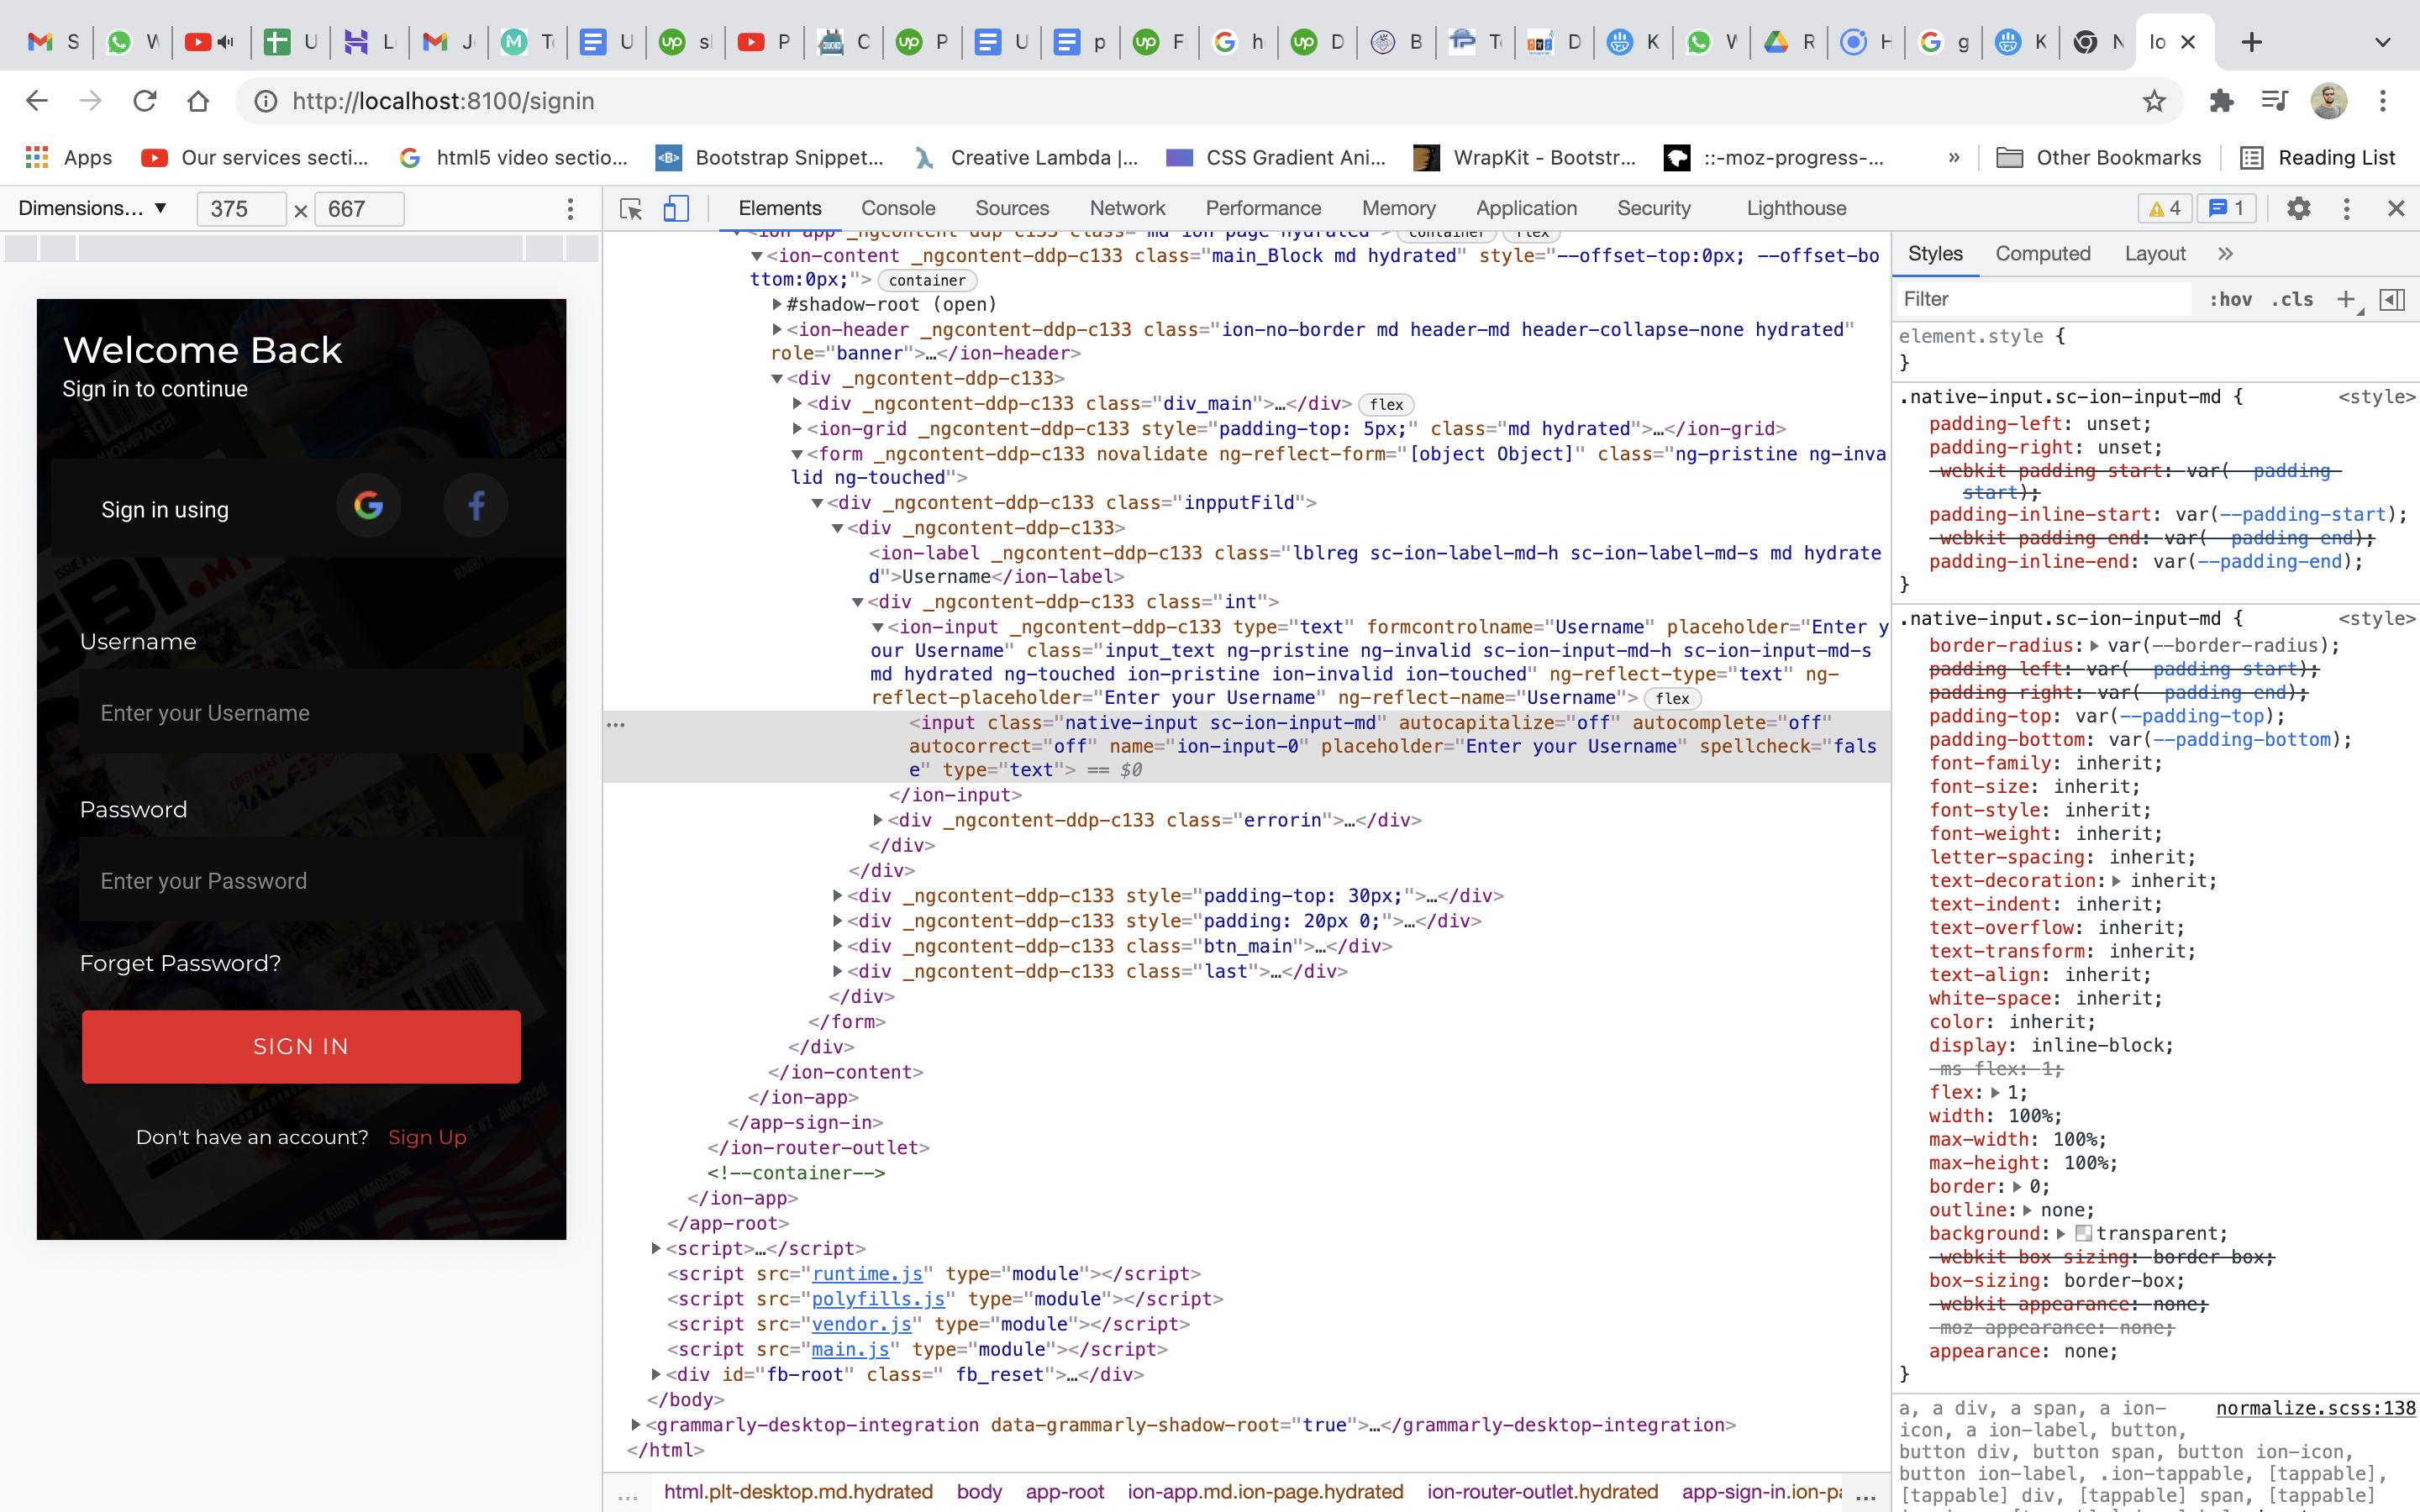 S W U L J T U s P C P U p F h D B T D K W R H g K N Io
http://localhost:8100/signin
Apps Our services secti... html5 video sectio... Bootstrap Snippet... Creative Lambda |... CSS Gradient Ani... WrapKit - Bootstr... ::-moz-progress-... » Other Bookmarks Reading List
Dimensions... ▼ 375 × 667
Elements Console Sources Network Performance Memory Application Security Lighthouse 4 1
Welcome Back
Sign in to continue
Sign in using
Username
Enter your Username
Password
Enter your Password
Forget Password?
SIGN IN
Don't have an account? Sign Up
<ion-app _ngcontent-ddp-c133 class="md ion-page hydrated"> container flex
▼<ion-content _ngcontent-ddp-c133 class="main_Block md hydrated" style="--offset-top:0px; --offset-bo
ttom:0px;"> container
▶#shadow-root (open)
▶<ion-header _ngcontent-ddp-c133 class="ion-no-border md header-md header-collapse-none hydrated"
role="banner">…</ion-header>
▼<div _ngcontent-ddp-c133>
▶<div _ngcontent-ddp-c133 class="div_main">…</div> flex
▶<ion-grid _ngcontent-ddp-c133 style="padding-top: 5px;" class="md hydrated">…</ion-grid>
▼<form _ngcontent-ddp-c133 novalidate ng-reflect-form="[object Object]" class="ng-pristine ng-inva
lid ng-touched">
▼<div _ngcontent-ddp-c133 class="inpputFild">
▼<div _ngcontent-ddp-c133>
<ion-label _ngcontent-ddp-c133 class="lblreg sc-ion-label-md-h sc-ion-label-md-s md hydrate
d">Username</ion-label>
▼<div _ngcontent-ddp-c133 class="int">
▼<ion-input _ngcontent-ddp-c133 type="text" formcontrolname="Username" placeholder="Enter y
our Username" class="input_text ng-pristine ng-invalid sc-ion-input-md-h sc-ion-input-md-s
md hydrated ng-touched ion-pristine ion-invalid ion-touched" ng-reflect-type="text" ng-
reflect-placeholder="Enter your Username" ng-reflect-name="Username"> flex
… <input class="native-input sc-ion-input-md" autocapitalize="off" autocomplete="off"
autocorrect="off" name="ion-input-0" placeholder="Enter your Username" spellcheck="fals
e" type="text"> == $0
</ion-input>
▶<div _ngcontent-ddp-c133 class="errorin">…</div>
</div>
</div>
▶<div _ngcontent-ddp-c133 style="padding-top: 30px;">…</div>
▶<div _ngcontent-ddp-c133 style="padding: 20px 0;">…</div>
▶<div _ngcontent-ddp-c133 class="btn_main">…</div>
▶<div _ngcontent-ddp-c133 class="last">…</div>
</div>
</form>
</div>
</ion-content>
</ion-app>
</app-sign-in>
</ion-router-outlet>
<!--container-->
</ion-app>
</app-root>
▶<script>…</script>
<script src="runtime.js" type="module"></script>
<script src="polyfills.js" type="module"></script>
<script src="vendor.js" type="module"></script>
<script src="main.js" type="module"></script>
▶<div id="fb-root" class=" fb_reset">…</div>
</body>
▶<grammarly-desktop-integration data-grammarly-shadow-root="true">…</grammarly-desktop-integration>
</html>
... html.plt-desktop.md.hydrated body app-root ion-app.md.ion-page.hydrated ion-router-outlet.hydrated app-sign-in.ion-pa ...
Styles Computed Layout »
Filter :hov .cls +
element.style {
}
.native-input.sc-ion-input-md { <style>
padding-left: unset;
padding-right: unset;
-webkit-padding-start: var(--padding-
start);
padding-inline-start: var(--padding-start);
-webkit-padding-end: var(--padding-end);
padding-inline-end: var(--padding-end);
}
.native-input.sc-ion-input-md { <style>
border-radius:▶ var(--border-radius);
padding-left: var(--padding-start);
padding-right: var(--padding-end);
padding-top: var(--padding-top);
padding-bottom: var(--padding-bottom);
font-family: inherit;
font-size: inherit;
font-style: inherit;
font-weight: inherit;
letter-spacing: inherit;
text-decoration:▶ inherit;
text-indent: inherit;
text-overflow: inherit;
text-transform: inherit;
text-align: inherit;
white-space: inherit;
color: inherit;
display: inline-block;
-ms-flex: 1;
flex:▶ 1;
width: 100%;
max-width: 100%;
max-height: 100%;
border:▶ 0;
outline:▶ none;
background:▶ transparent;
-webkit-box-sizing: border-box;
box-sizing: border-box;
-webkit-appearance: none;
-moz-appearance: none;
appearance: none;
}
a, a div, a span, a ion- normalize.scss:138
icon, a ion-label, button,
button div, button span, button ion-icon,
button ion-label, .ion-tappable, [tappable],
[tappable] div, [tappable] span, [tappable]